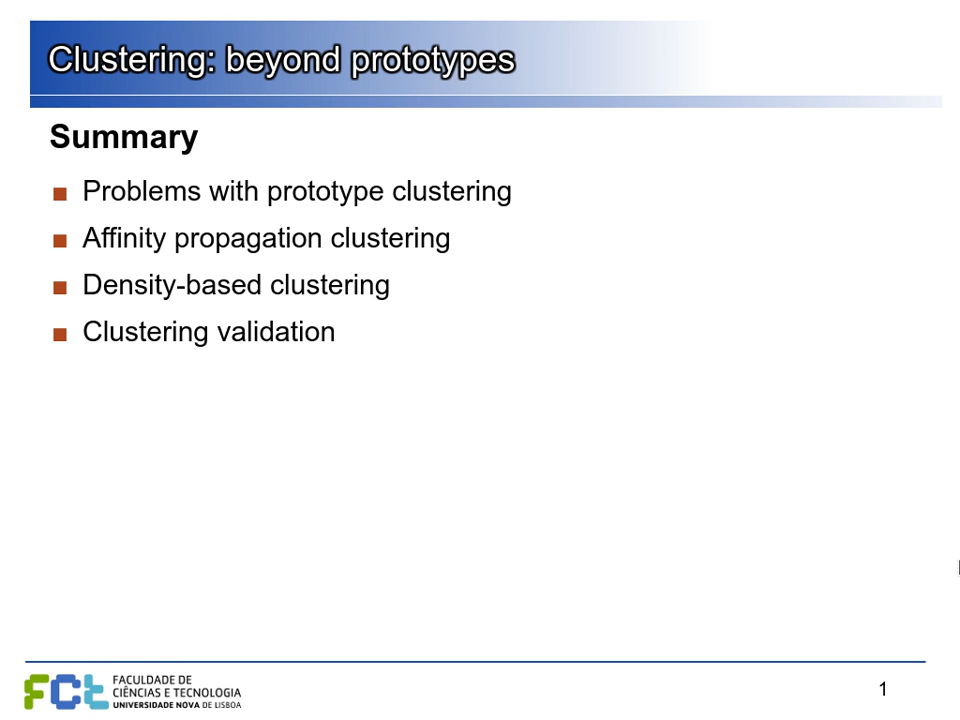 Clustering: beyond prototypes
Summary
Problems with prototype clustering
Affinity propagation clustering
Density-based clustering
Clustering validation
FCt
FACULDADE DE
CIÊNCIAS E TECNOLOGIA
UNIVERSIDADE NOVA DE LISBOA
1